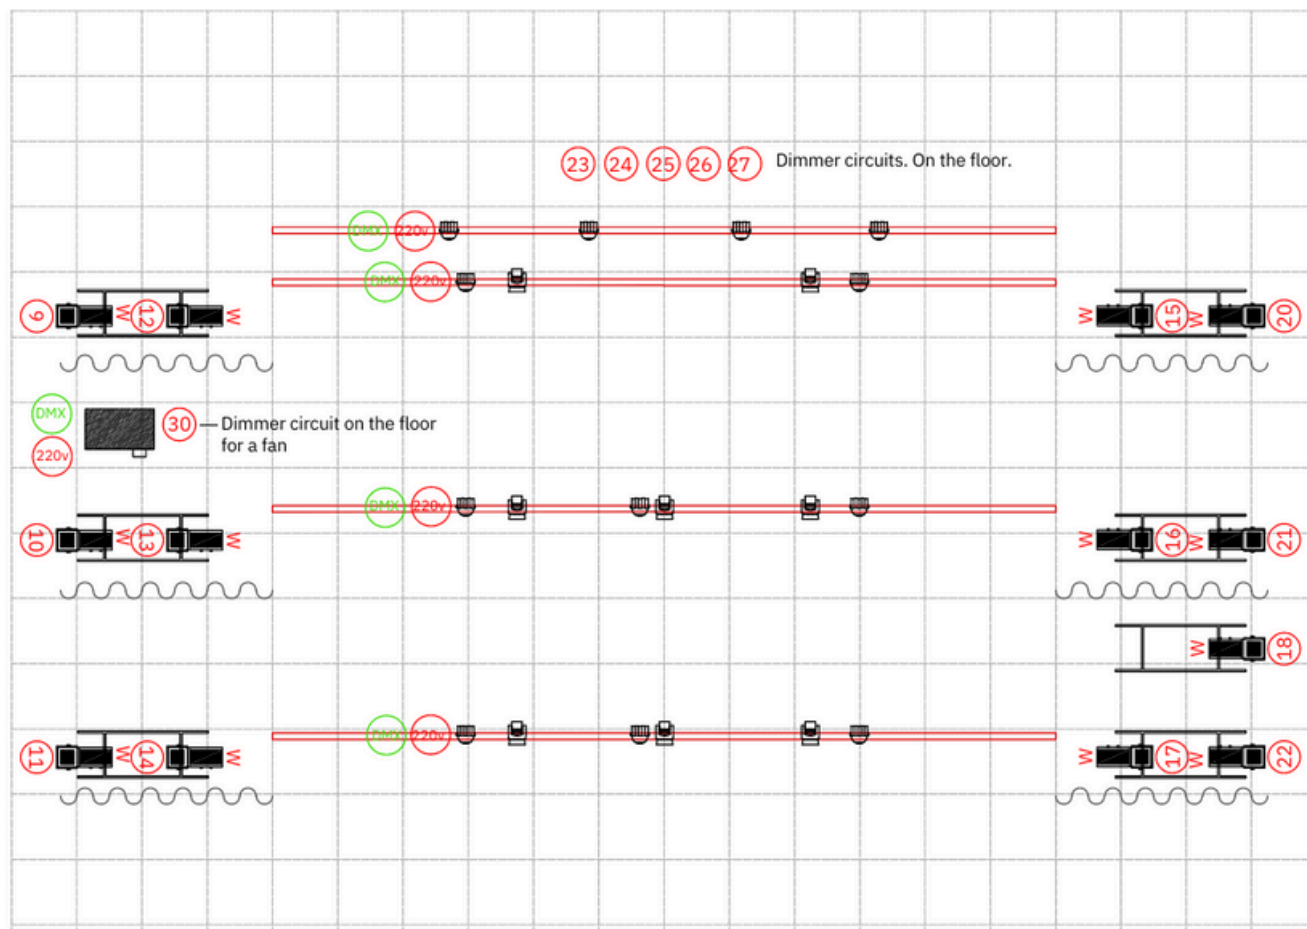 23 24 25 26 27 Dimmer circuits. On the floor.
DMX 220v
DMX 220v
9 W 12 W
W 15 W 20
DMX
220v
30 Dimmer circuit on the floor
for a fan
DMX 220v
10 W 13 W
W 16 W 21
W 18
DMX 220v
11 W 14 W
W 17 W 22